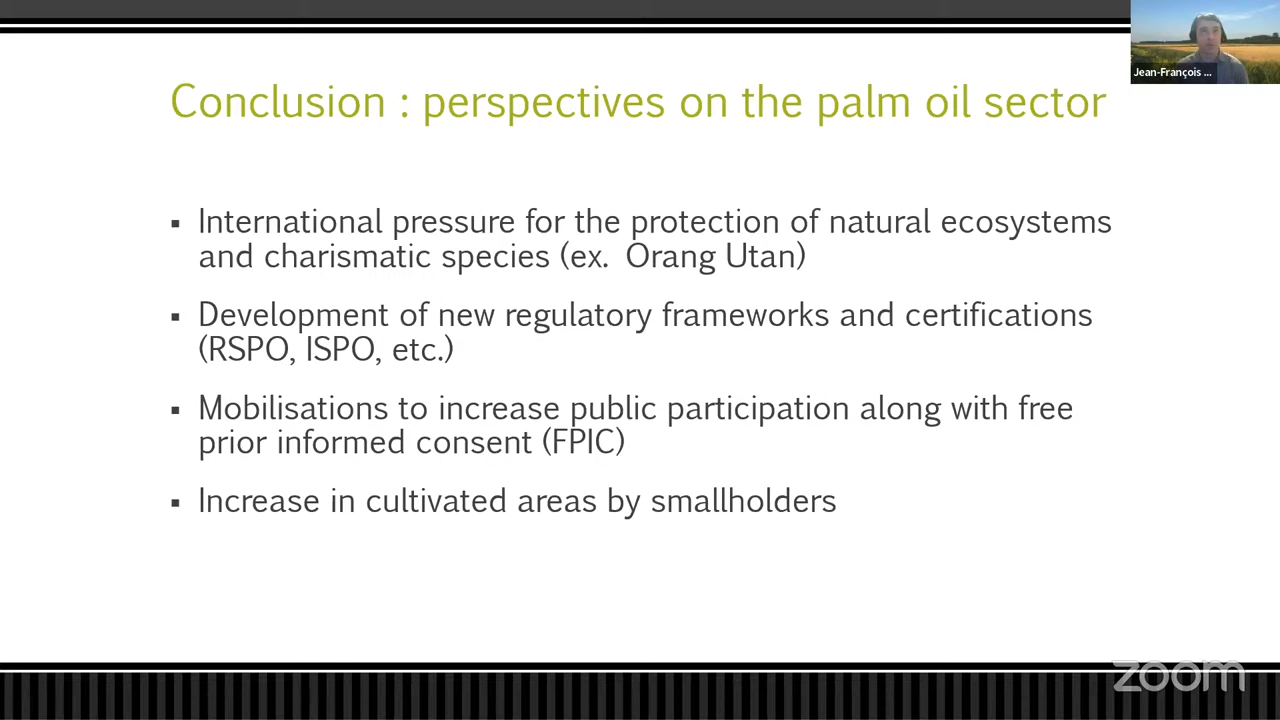 Jean-François ...
Conclusion : perspectives on the palm oil sector
▪ International pressure for the protection of natural ecosystems
and charismatic species (ex. Orang Utan)
▪ Development of new regulatory frameworks and certifications
(RSPO, ISPO, etc.)
▪ Mobilisations to increase public participation along with free
prior informed consent (FPIC)
▪ Increase in cultivated areas by smallholders
zoom